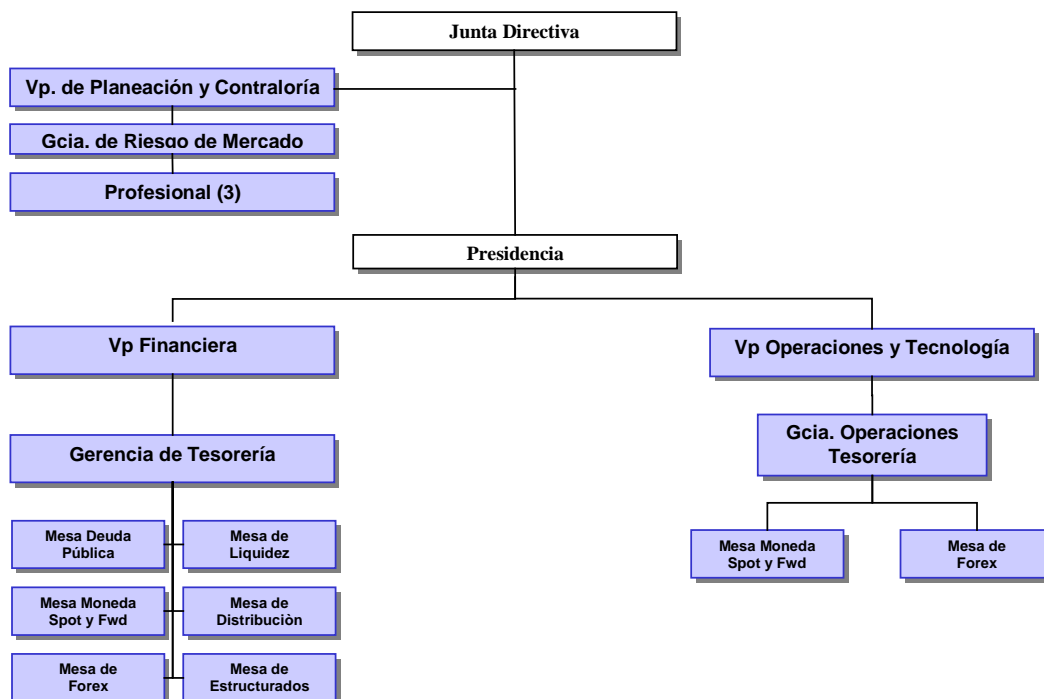 Junta Directiva
Vp. de Planeación y Contraloría
Gcia. de Riesgo de Mercado
Profesional (3)
Presidencia
Vp Financiera
Vp Operaciones y Tecnología
Gerencia de Tesorería
Gcia. Operaciones
Tesorería
Mesa Deuda
Pública
Mesa de
Liquidez
Mesa Moneda
Spot y Fwd
Mesa de
Forex
Mesa Moneda
Spot y Fwd
Mesa de
Distribuciòn
Mesa de
Forex
Mesa de
Estructurados